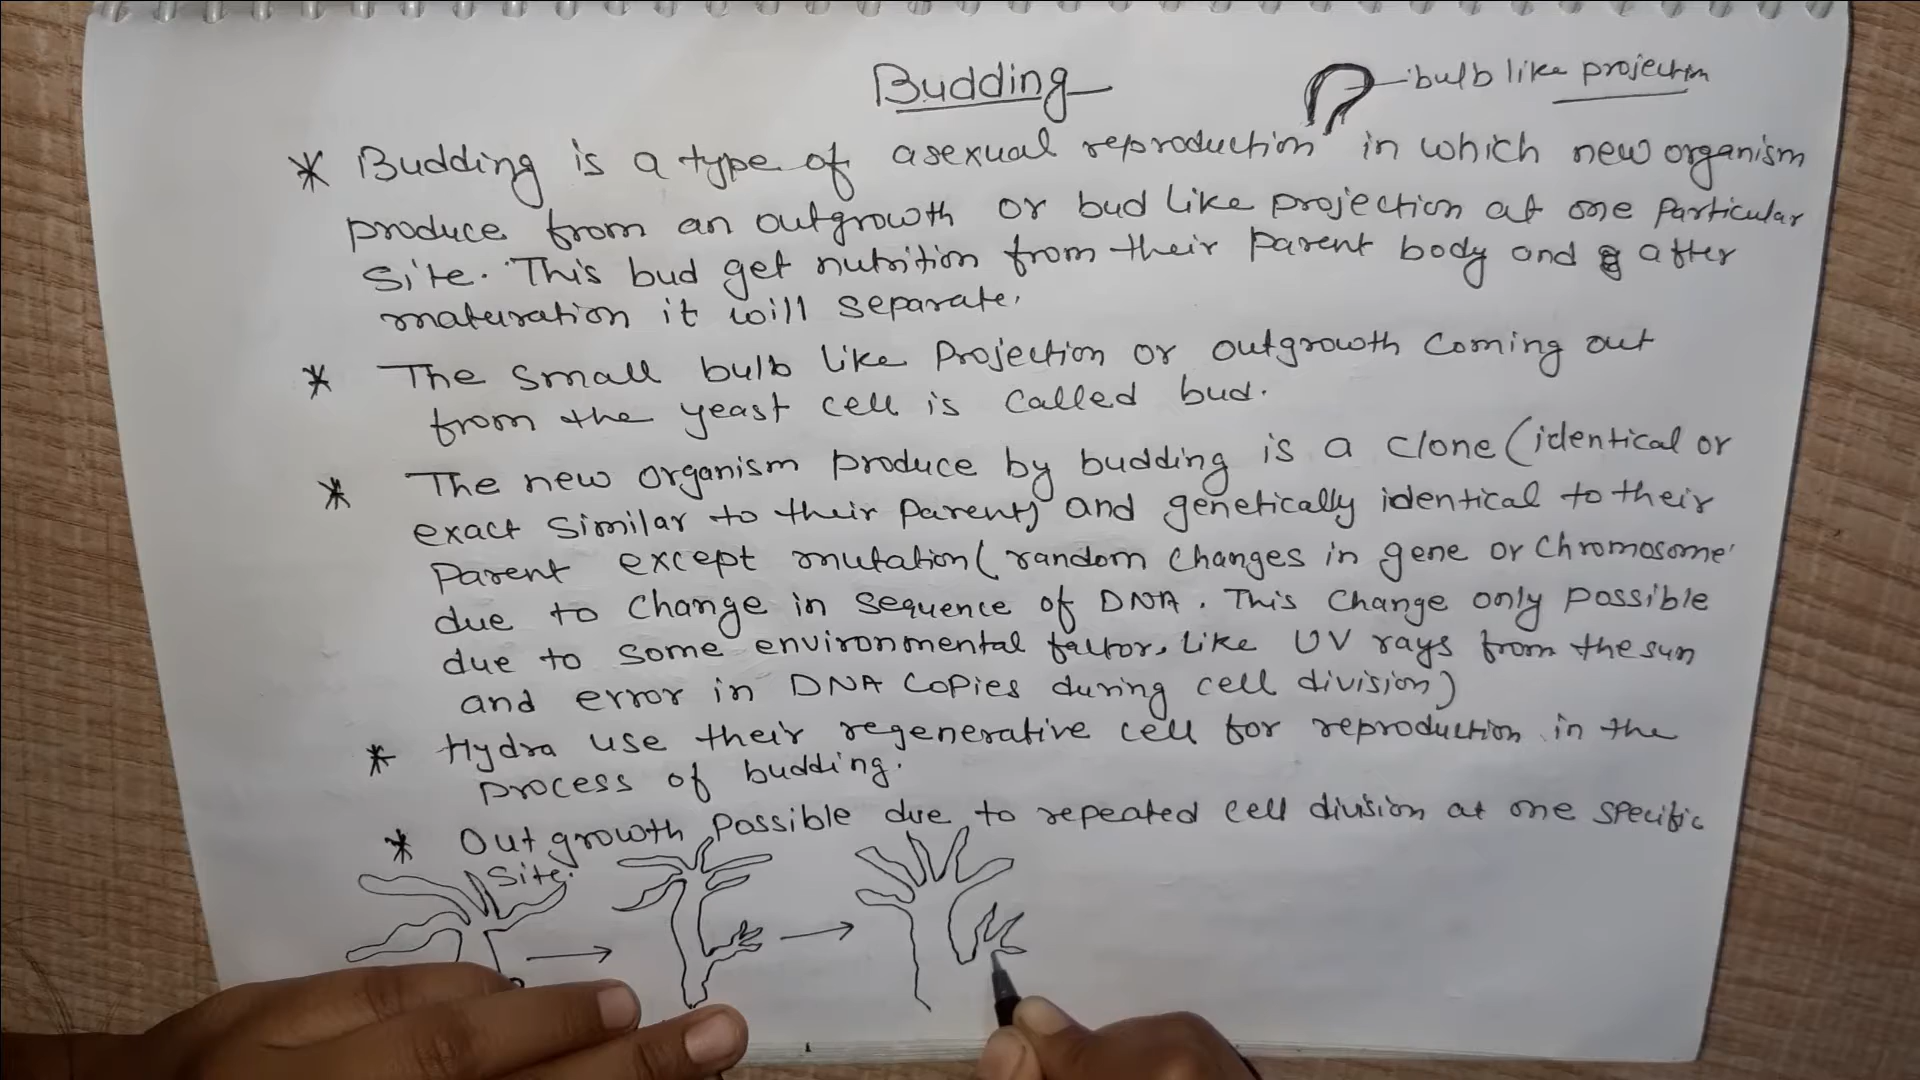 Budding
bulb like projection
* Budding is a type of asexual reproduction in which new organism
produce from an outgrowth or bud like projection at one particular
site. This bud get nutrition from their parent body and after
maturation it will separate.
* The small bulb like projection or outgrowth coming out
from the yeast cell is called bud.
* The new organism produce by budding is a clone (identical or
exact similar to their parent) and genetically identical to their
parent except mutation (random changes in gene or chromosome
due to change in sequence of DNA. This change only possible
due to some environmental factor, like UV rays from the sun
and error in DNA copies during cell division)
* Hydra use their regenerative cell for reproduction in the
process of budding.
* Outgrowth possible due to repeated cell division at one specific
site.